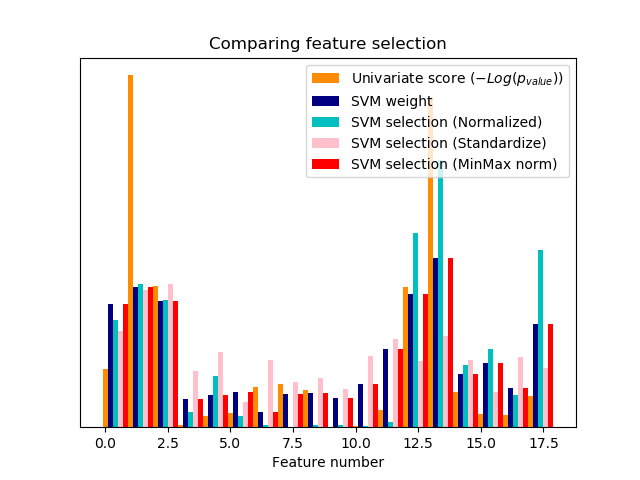 Comparing feature selection
Univariate score (−Log(p_value))
SVM weight
SVM selection (Normalized)
SVM selection (Standardize)
SVM selection (MinMax norm)
0.0 2.5 5.0 7.5 10.0 12.5 15.0 17.5
Feature number